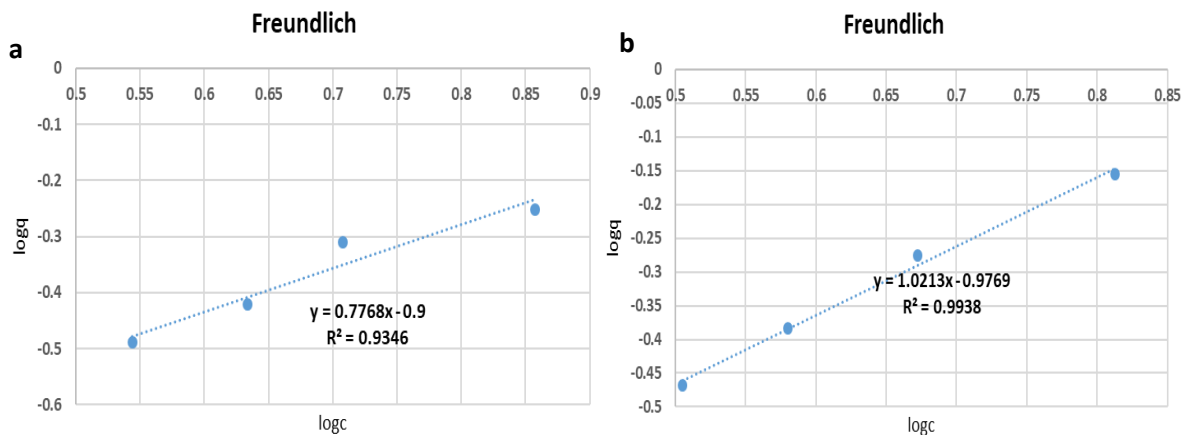 a
Freundlich
0
-0.1
-0.2
-0.3
-0.4
-0.5
-0.6
0.5 0.55 0.6 0.65 0.7 0.75 0.8 0.85 0.9
logq
y = 0.7768x - 0.9
R² = 0.9346
logc
b
Freundlich
0
-0.05
-0.1
-0.15
-0.2
-0.25
-0.3
-0.35
-0.4
-0.45
-0.5
0.5 0.55 0.6 0.65 0.7 0.75 0.8 0.85
logq
y = 1.0213x - 0.9769
R² = 0.9938
logc